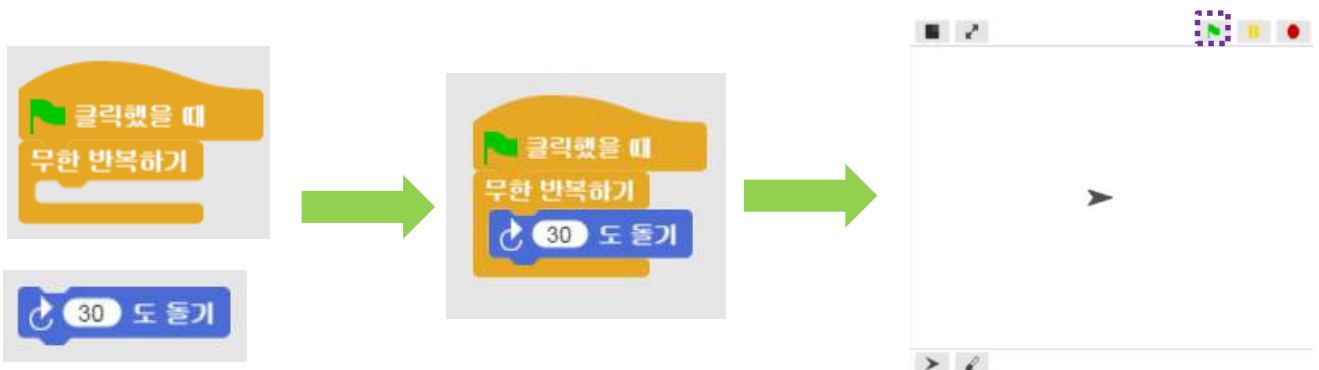 클릭했을 때
무한 반복하기
30 도 돌기
클릭했을 때
무한 반복하기
30 도 돌기